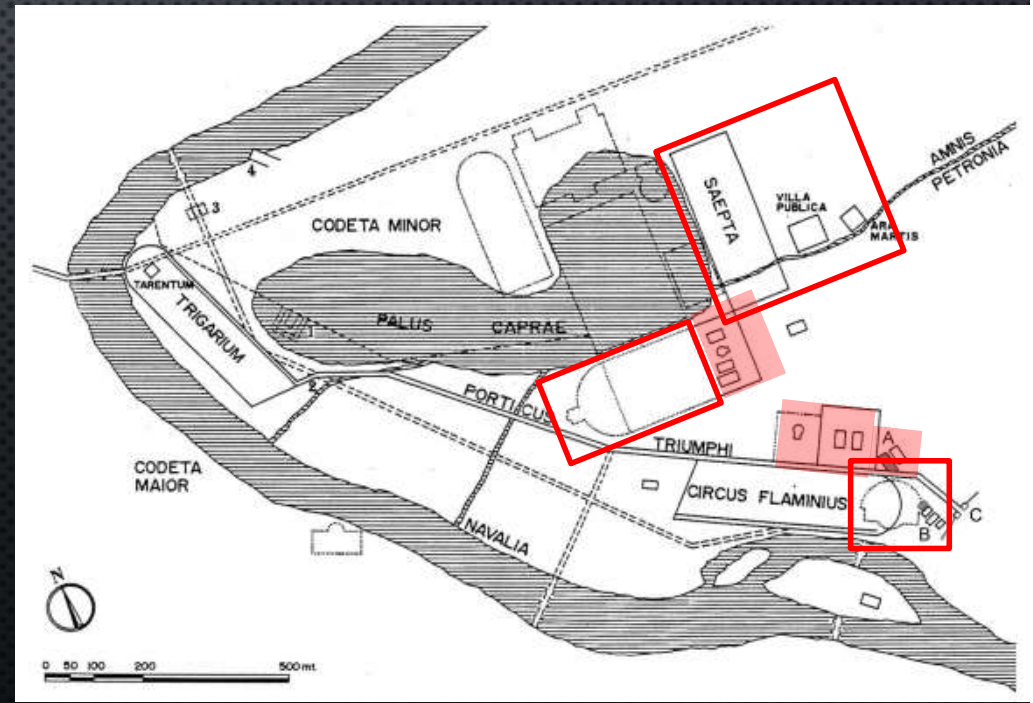 AMNIS
PETRONIA
SAEPTA
VILLA
PUBLICA
ARA
MARTIS
4
3
CODETA MINOR
TARENTUM
TRIGARIUM
1
PALUS CAPRAE
2
PORTICUS
TRIUMPHI
A
CODETA
MAIOR
CIRCUS FLAMINIUS
C
B
NAVALIA
N
0 50 100 200 500 mt.